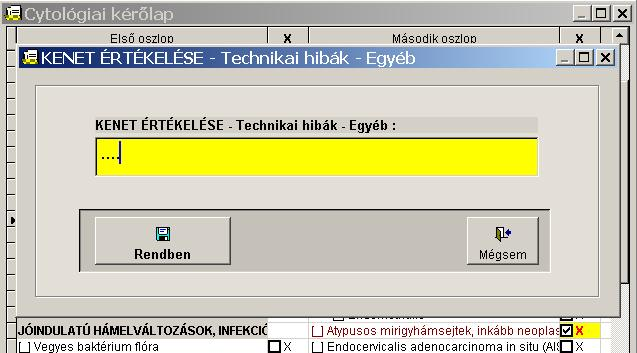 Cytológiai kérőlap
Első oszlop X Második oszlop X
KENET ÉRTÉKELÉSE - Technikai hibák - Egyéb
KENET ÉRTÉKELÉSE - Technikai hibák - Egyéb :
....
Rendben
Mégsem
JÓINDULATÚ HÁMELVÁLTOZÁSOK, INFEKCIÓ
[ ] Atypusos mirigyhámsejtek, inkább neoplas X
[ ] Vegyes baktérium flóra X
[ ] Endocervicalis adenocarcinoma in situ (AIS X